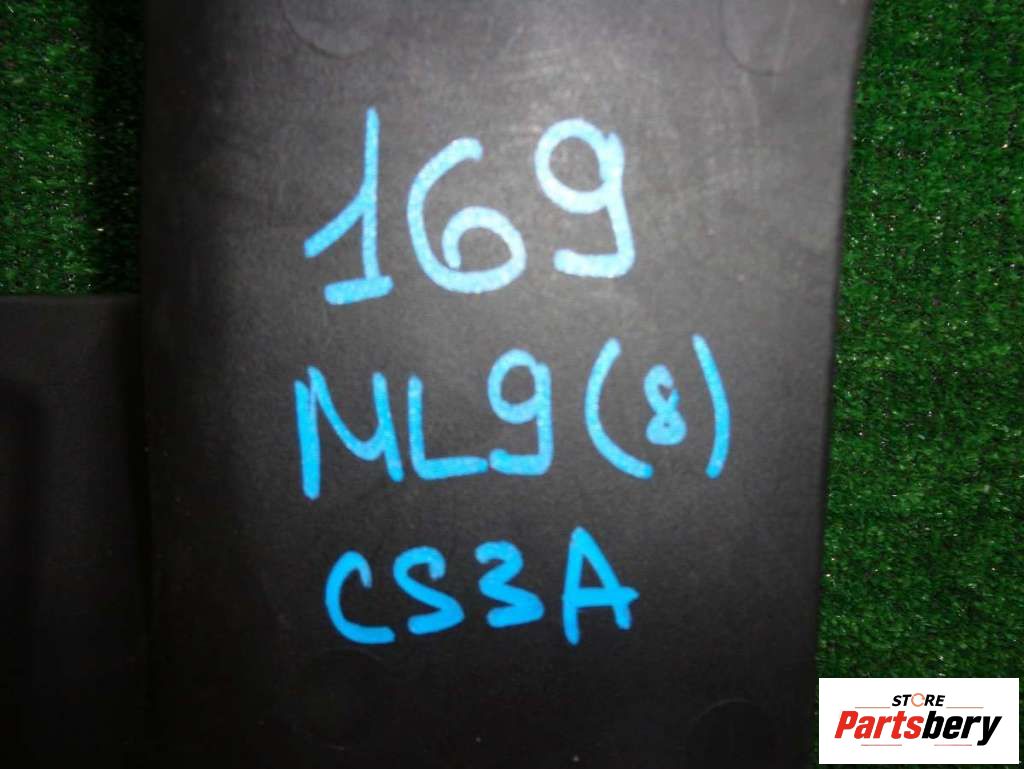 169
ML9(8)
CS3A
STORE
Partsbery